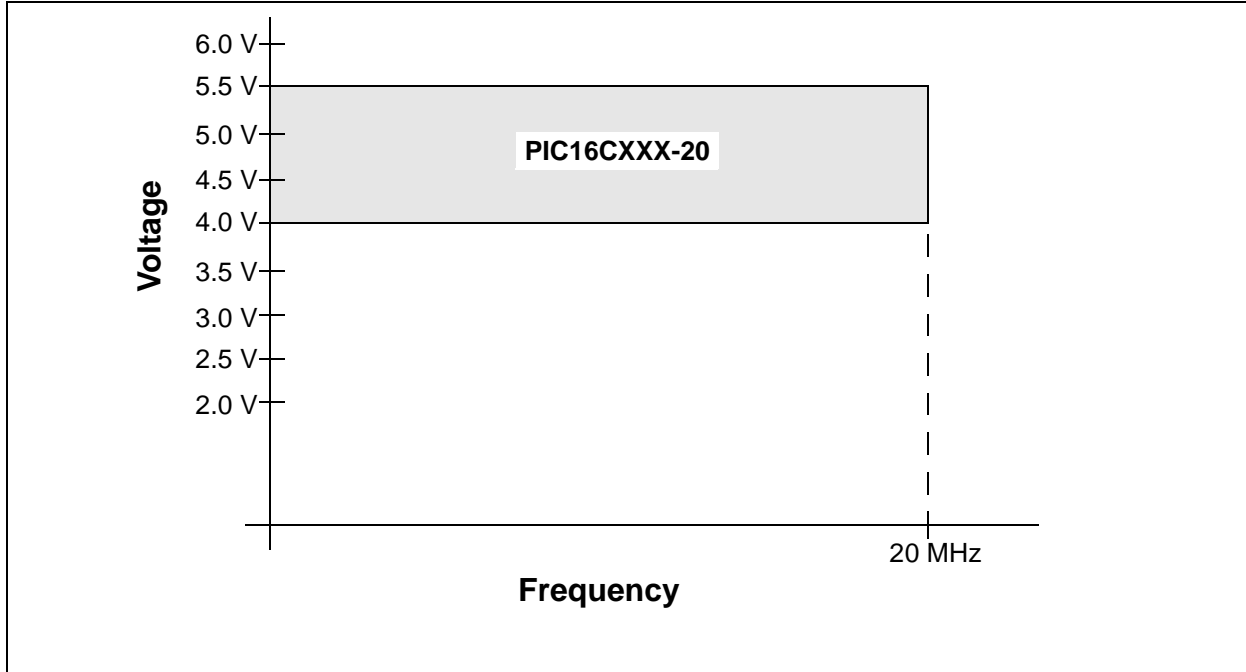 6.0 V
5.5 V
5.0 V
4.5 V
4.0 V
3.5 V
3.0 V
2.5 V
2.0 V
Voltage
PIC16CXXX-20
20 MHz
Frequency